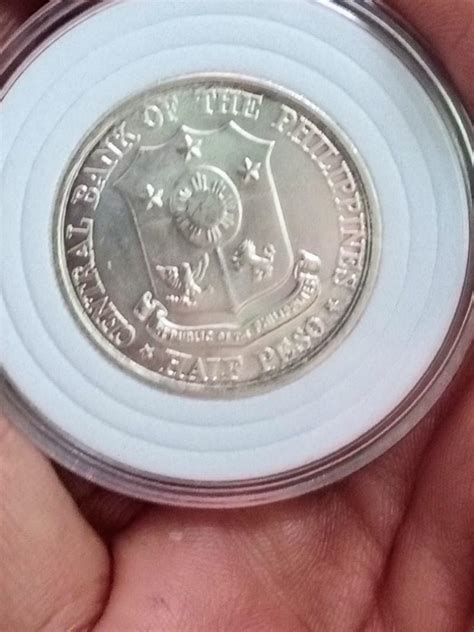 CENTRAL BANK OF THE PHILIPPINES
REPUBLIC OF THE PHILIPPINES
* HALF PESO *